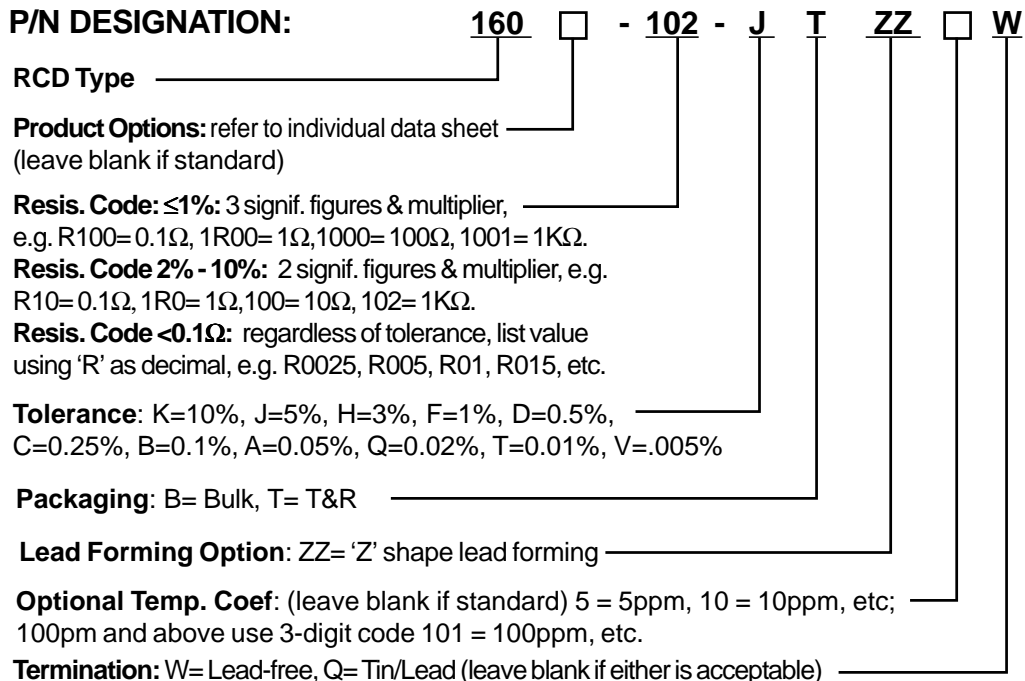 P/N DESIGNATION: 160 □ - 102 - J T ZZ □ W
RCD Type
Product Options: refer to individual data sheet
(leave blank if standard)
Resis. Code: ≤1%: 3 signif. figures & multiplier,
e.g. R100= 0.1Ω, 1R00= 1Ω,1000= 100Ω, 1001= 1KΩ.
Resis. Code 2% - 10%: 2 signif. figures & multiplier, e.g.
R10= 0.1Ω, 1R0= 1Ω,100= 10Ω, 102= 1KΩ.
Resis. Code <0.1Ω: regardless of tolerance, list value
using 'R' as decimal, e.g. R0025, R005, R01, R015, etc.
Tolerance: K=10%, J=5%, H=3%, F=1%, D=0.5%,
C=0.25%, B=0.1%, A=0.05%, Q=0.02%, T=0.01%, V=.005%
Packaging: B= Bulk, T= T&R
Lead Forming Option: ZZ= 'Z' shape lead forming
Optional Temp. Coef: (leave blank if standard) 5 = 5ppm, 10 = 10ppm, etc;
100pm and above use 3-digit code 101 = 100ppm, etc.
Termination: W= Lead-free, Q= Tin/Lead (leave blank if either is acceptable)